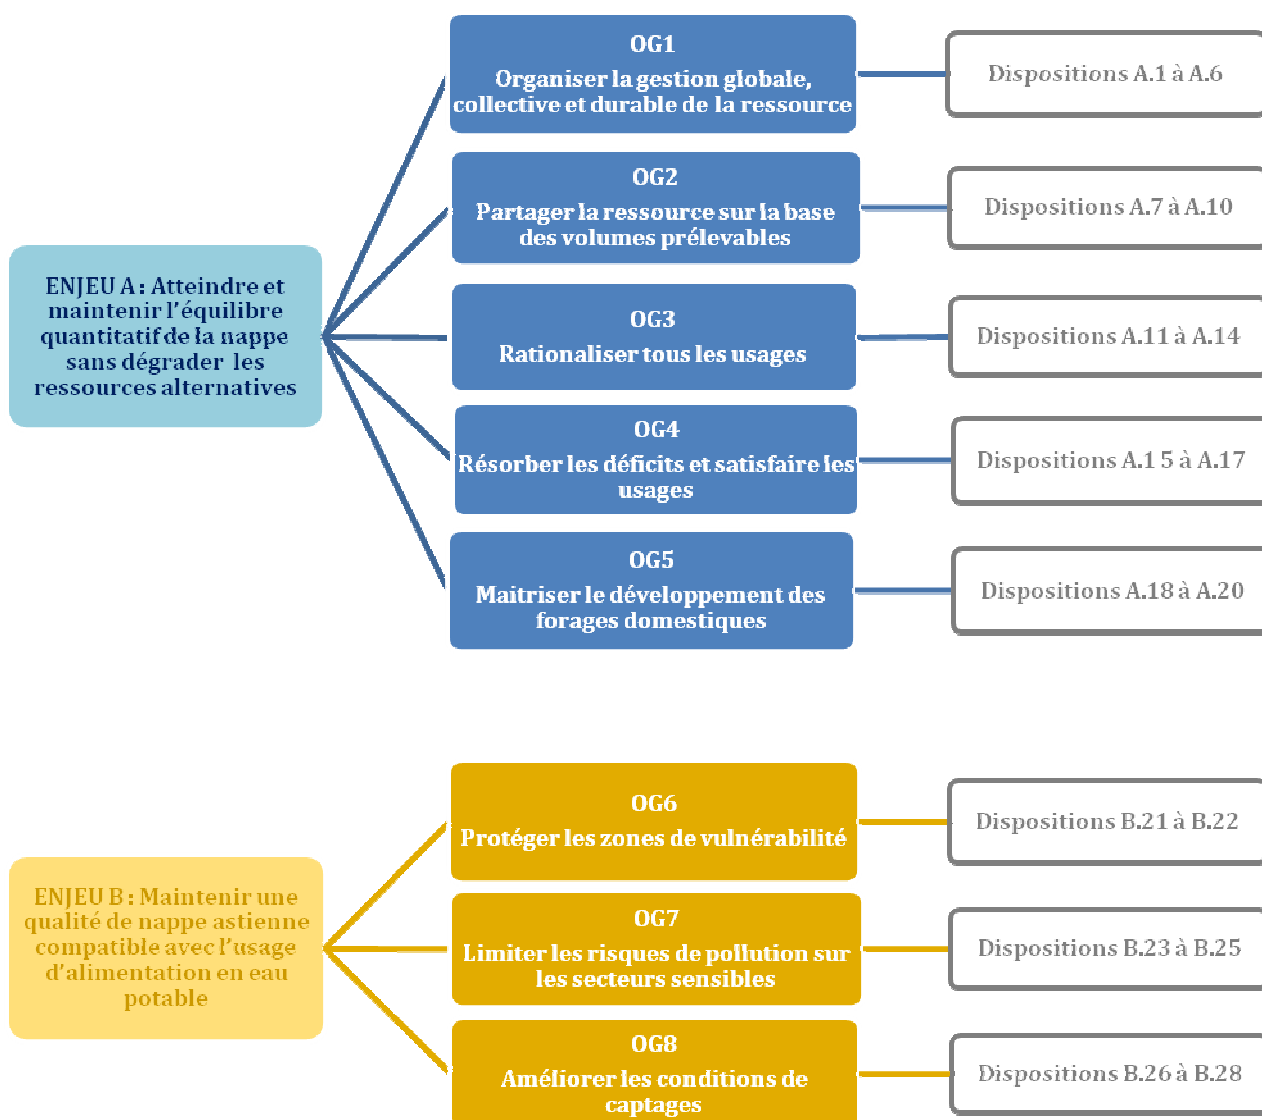 OG1
Organiser la gestion globale,
collective et durable de la ressource
Dispositions A.1 à A.6
OG2
Partager la ressource sur la base
des volumes prélevables
Dispositions A.7 à A.10
ENJEU A : Atteindre et
maintenir l'équilibre
quantitatif de la nappe
sans dégrader les
ressources alternatives
OG3
Rationaliser tous les usages
Dispositions A.11 à A.14
OG4
Résorber les déficits et satisfaire les
usages
Dispositions A.1 5 à A.17
OG5
Maitriser le développement des
forages domestiques
Dispositions A.18 à A.20
OG6
Protéger les zones de vulnérabilité
Dispositions B.21 à B.22
ENJEU B : Maintenir une
qualité de nappe astienne
compatible avec l'usage
d'alimentation en eau
potable
OG7
Limiter les risques de pollution sur
les secteurs sensibles
Dispositions B.23 à B.25
OG8
Améliorer les conditions de
captages
Dispositions B.26 à B.28